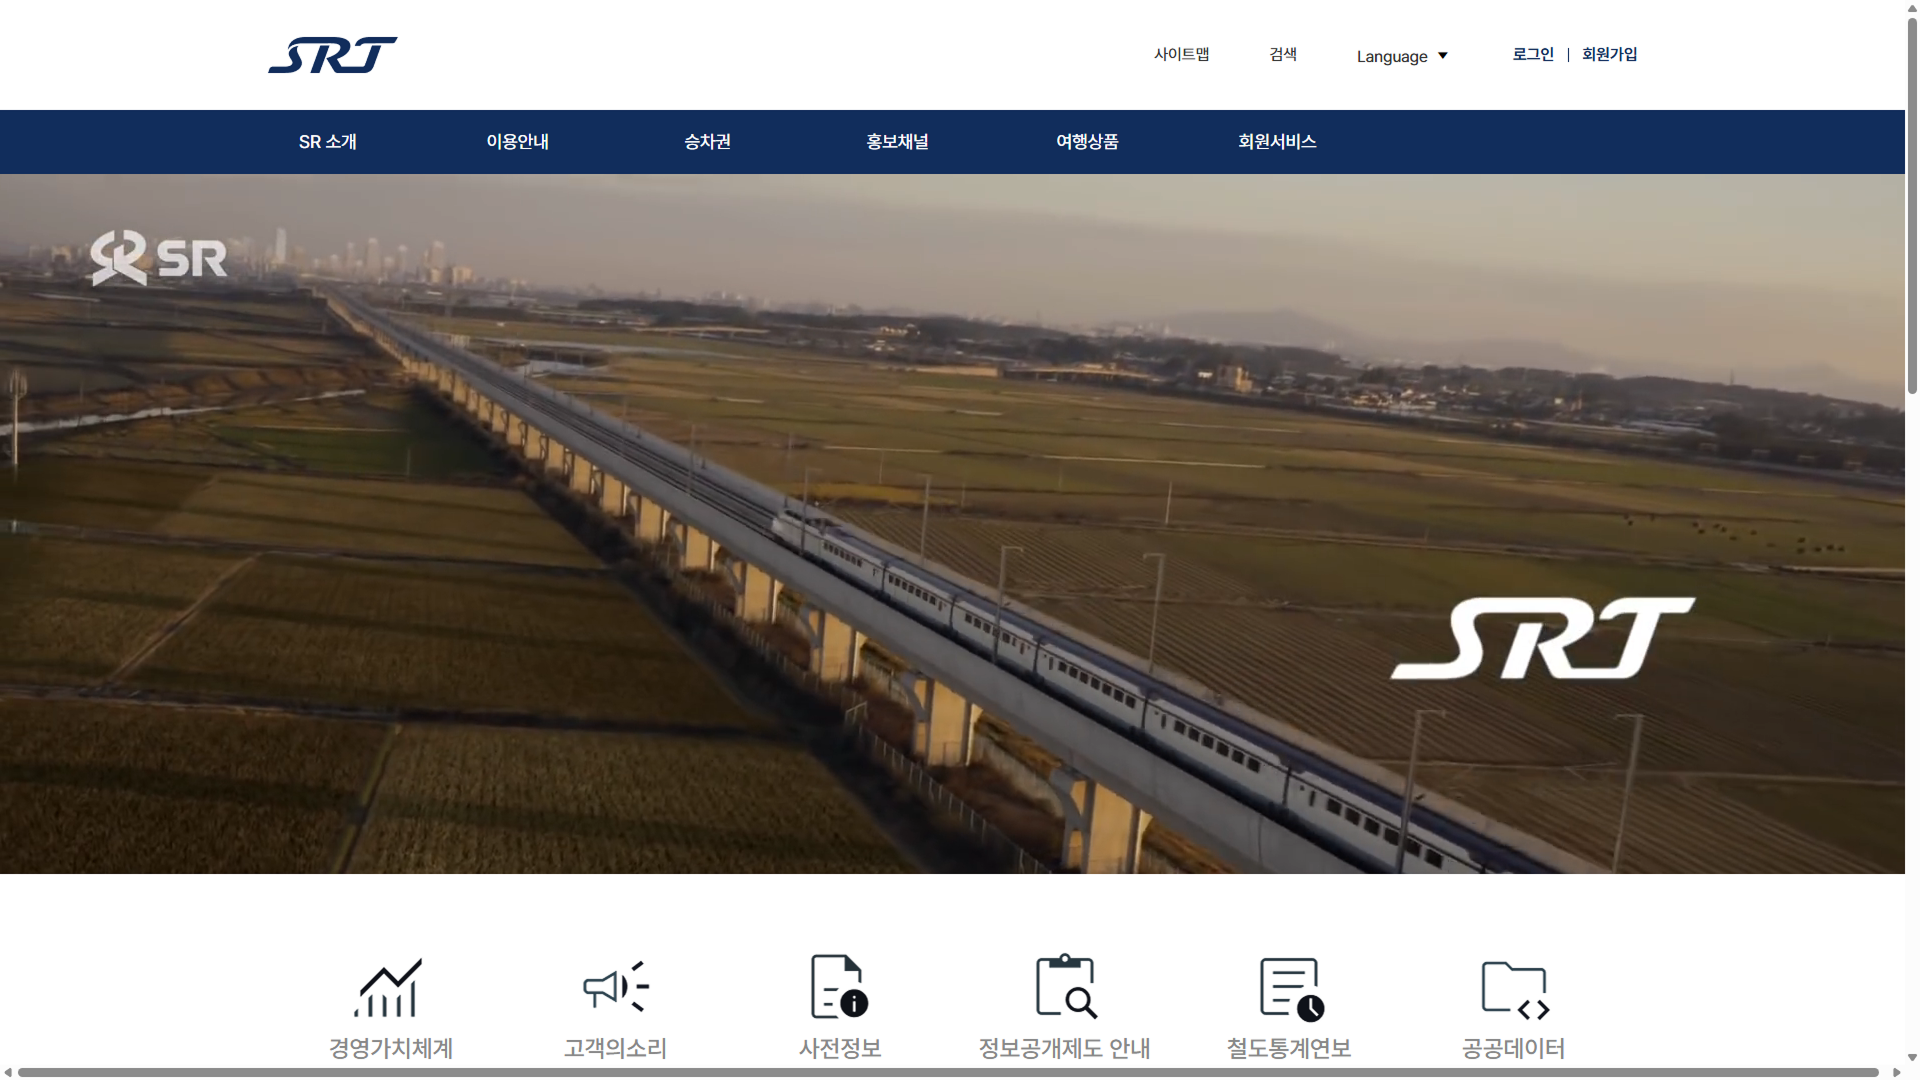 SRT
사이트맵 검색 Language 로그인 회원가입
SR 소개 이용안내 승차권 홍보채널 여행상품 회원서비스
SR
SRT
경영가치체계 고객의소리 사전정보 정보공개제도 안내 철도통계연보 공공데이터